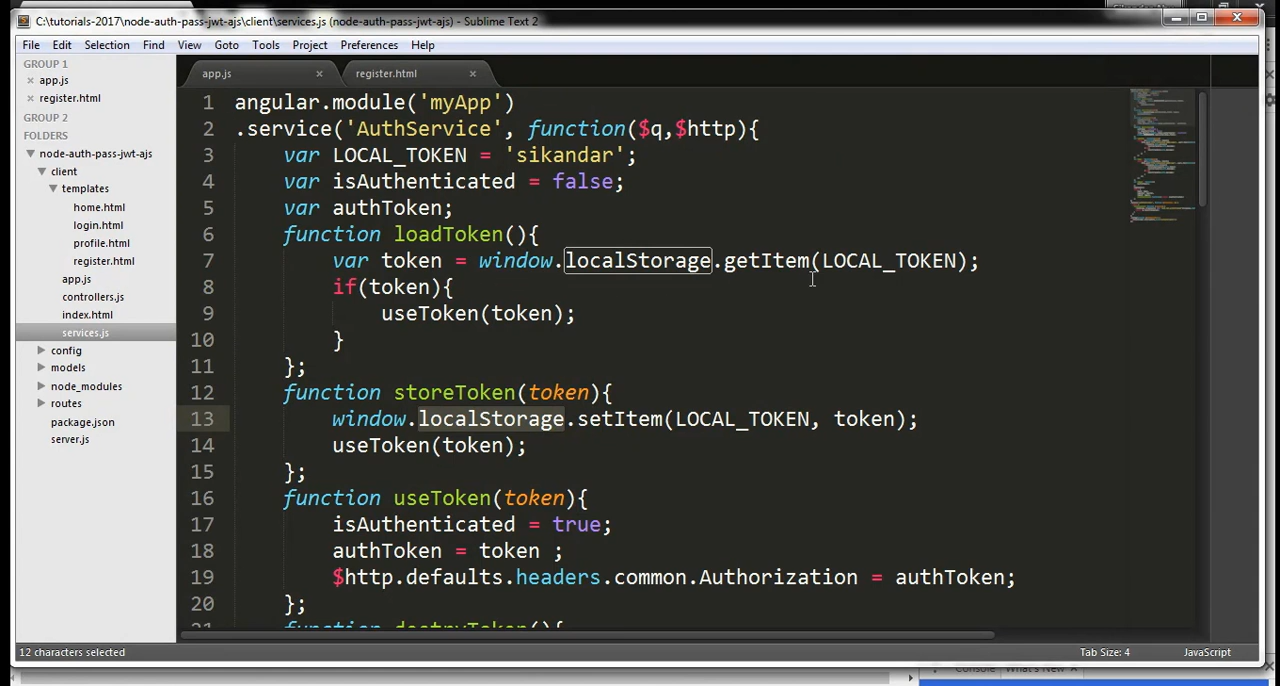 C:\tutorials-2017\node-auth-pass-jwt-ajs\client\services.js (node-auth-pass-jwt-ajs) - Sublime Text 2
File Edit Selection Find View Goto Tools Project Preferences Help
GROUP 1
app.js
register.html
GROUP 2
FOLDERS
node-auth-pass-jwt-ajs
client
templates
home.html
login.html
profile.html
register.html
app.js
controllers.js
index.html
services.js
config
models
node_modules
routes
package.json
server.js
app.js register.html
1 angular.module('myApp')
2 .service('AuthService', function($q,$http){
3 var LOCAL_TOKEN = 'sikandar';
4 var isAuthenticated = false;
5 var authToken;
6 function loadToken(){
7 var token = window.localStorage.getItem(LOCAL_TOKEN);
8 if(token){
9 useToken(token);
10 }
11 };
12 function storeToken(token){
13 window.localStorage.setItem(LOCAL_TOKEN, token);
14 useToken(token);
15 };
16 function useToken(token){
17 isAuthenticated = true;
18 authToken = token ;
19 $http.defaults.headers.common.Authorization = authToken;
20 };
21 function destryToken(){
12 characters selected Tab Size: 4 JavaScript
Console What's New